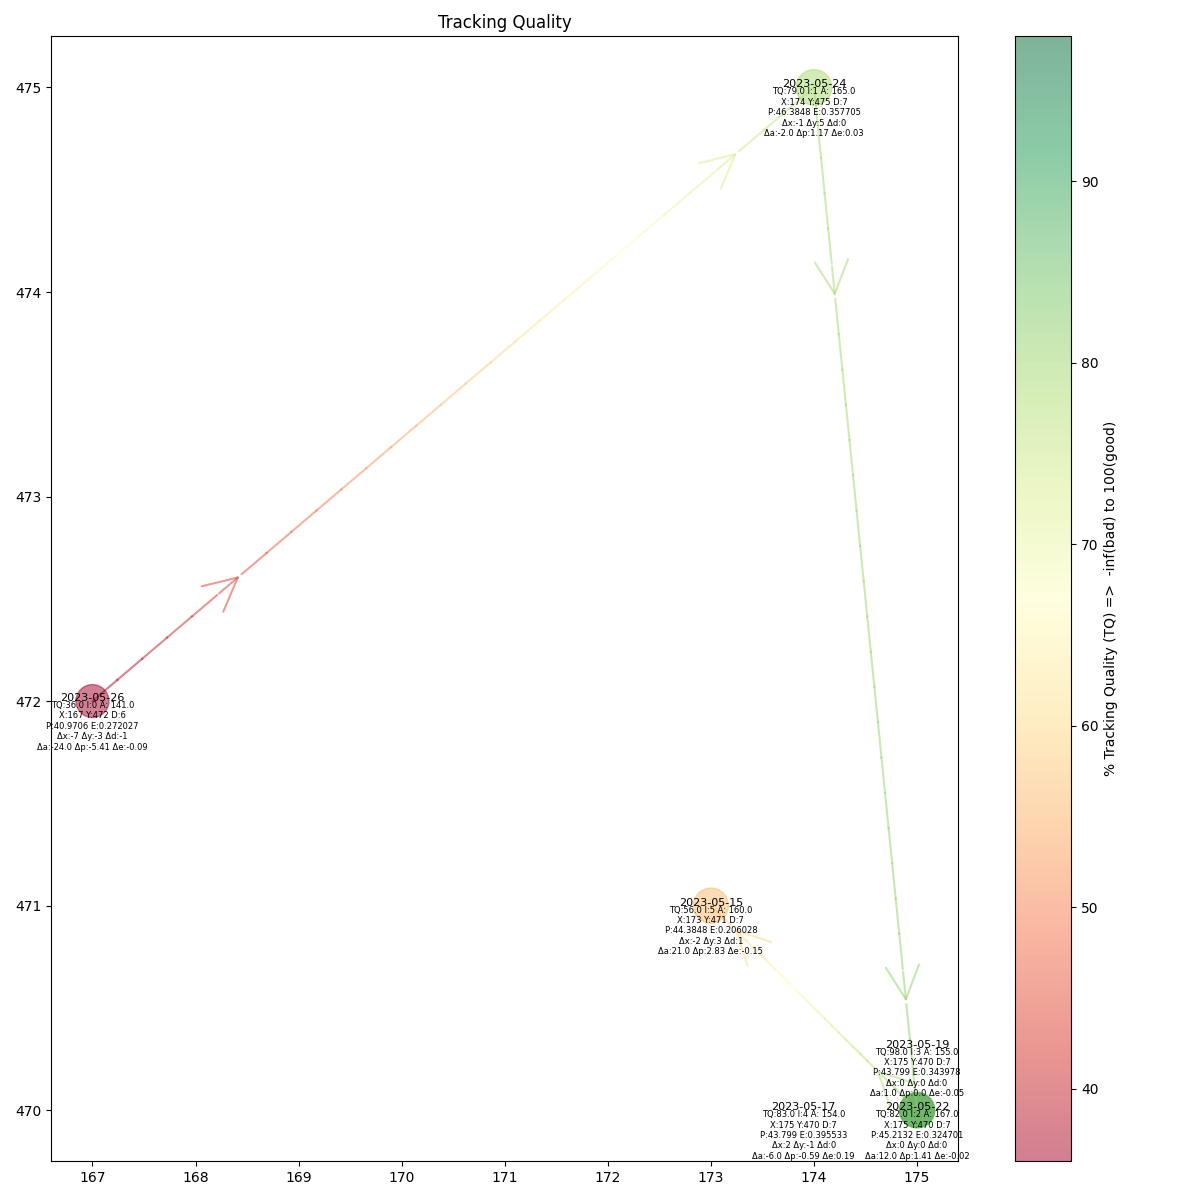 Tracking Quality
475
474
473
472
471
470
167
168
169
170
171
172
173
174
175
2023-05-24
TQ:79.0 I:1 A: 165.0
X:174 Y:475 D:7
P:46.3848 E:0.357705
Δx:-1 Δy:5 Δd:0
Δa:-2.0 Δp:1.17 Δe:0.03
2023-05-26
TQ:36.0 I:0 A: 141.0
X:167 Y:472 D:6
P:40.9706 E:0.272027
Δx:-7 Δy:-3 Δd:-1
Δa:-24.0 Δp:-5.41 Δe:-0.09
2023-05-15
TQ:56.0 I:5 A: 160.0
X:173 Y:471 D:7
P:44.3848 E:0.206028
Δx:-2 Δy:3 Δd:1
Δa:21.0 Δp:2.83 Δe:-0.15
2023-05-19
TQ:98.0 I:3 A: 155.0
X:175 Y:470 D:7
P:43.799 E:0.343978
Δx:0 Δy:0 Δd:0
Δa:1.0 Δp:0.0 Δe:-0.05
2023-05-17
TQ:83.0 I:4 A: 154.0
X:175 Y:470 D:7
P:43.799 E:0.395533
Δx:2 Δy:-1 Δd:0
Δa:-6.0 Δp:-0.59 Δe:0.19
2023-05-22
TQ:82.0 I:2 A: 167.0
X:175 Y:470 D:7
P:45.2132 E:0.324701
Δx:0 Δy:0 Δd:0
Δa:12.0 Δp:1.41 Δe:-0.02
90
80
70
60
50
40
% Tracking Quality (TQ) =>  -inf(bad) to 100(good)